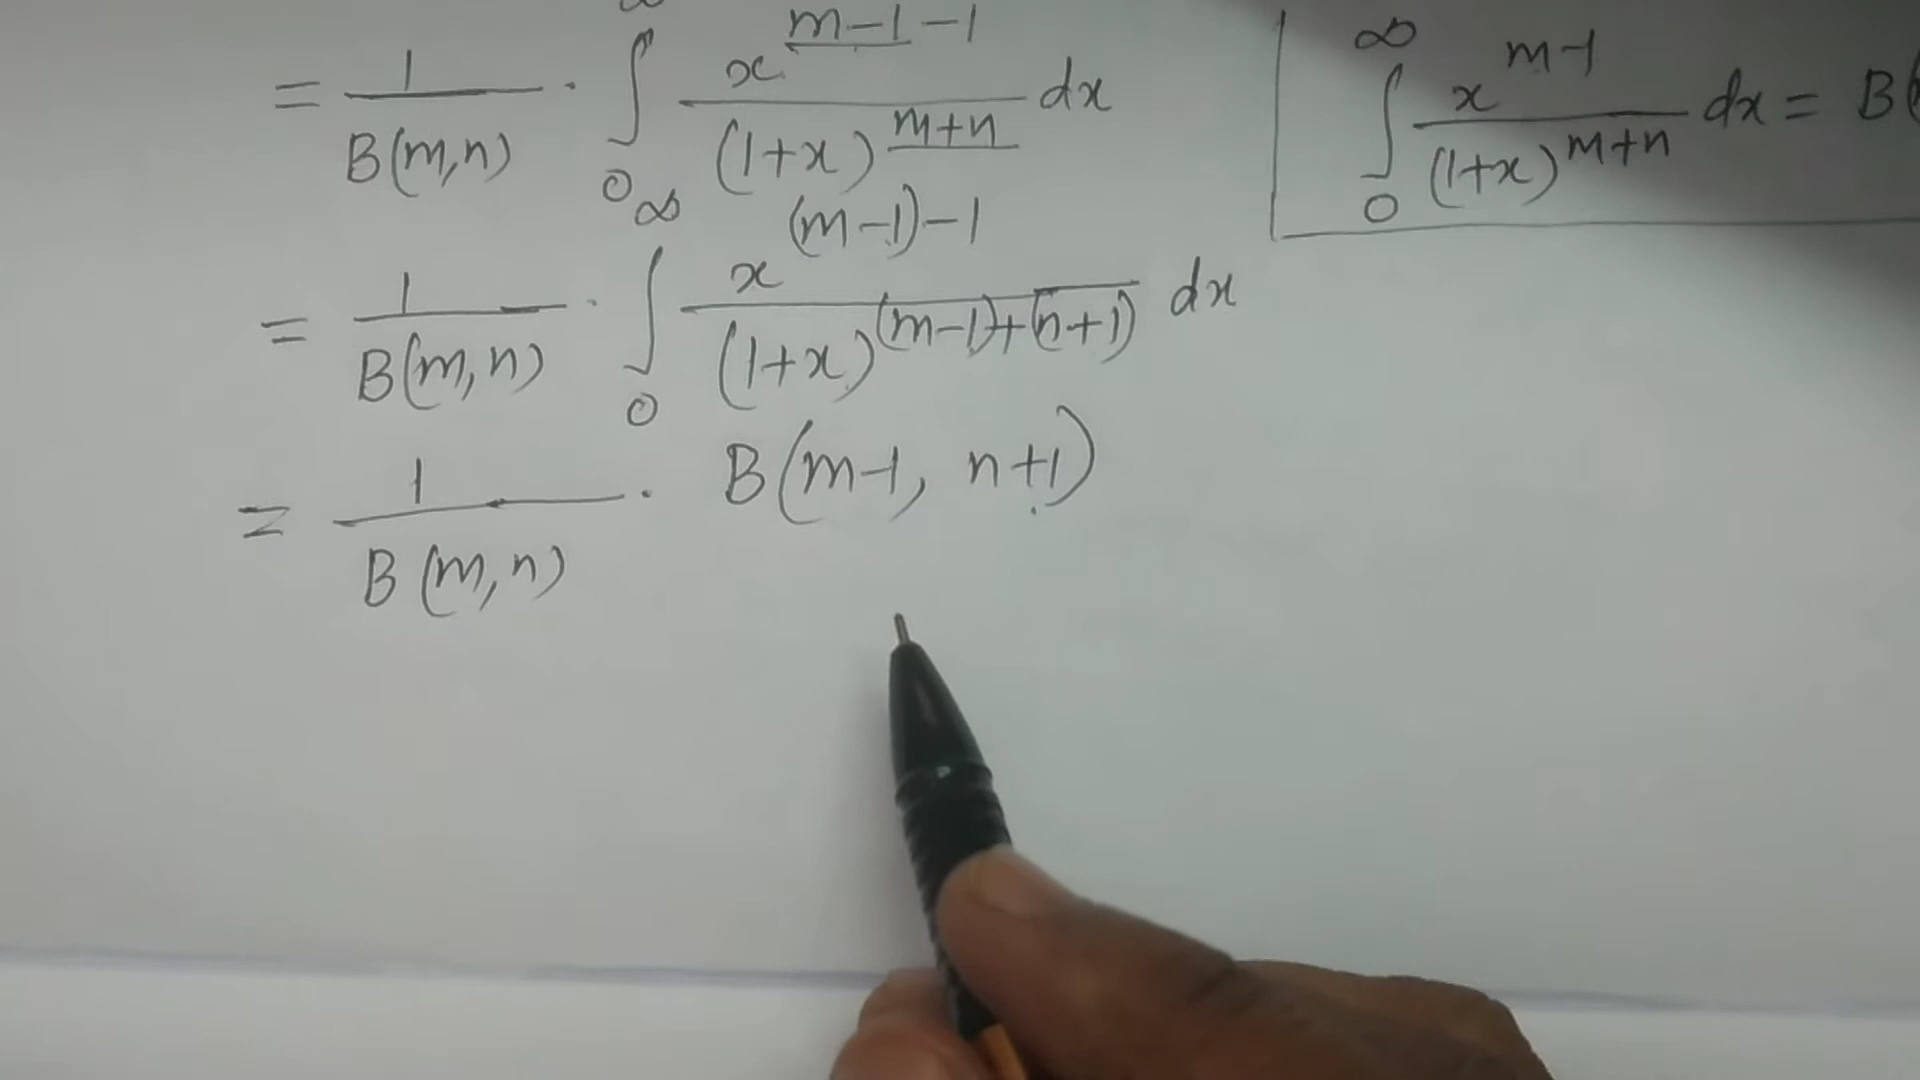 = 1/B(m,n) · ∫₀^∞ x^(m-1-1)/(1+x)^(m+n) dx
∫₀^∞ x^(m-1)/(1+x)^(m+n) dx = B(
= 1/B(m,n) · ∫₀^∞ x^((m-1)-1)/(1+x)^((m-1)+(n+1)) dx
= 1/B(m,n) · B(m-1, n+1)